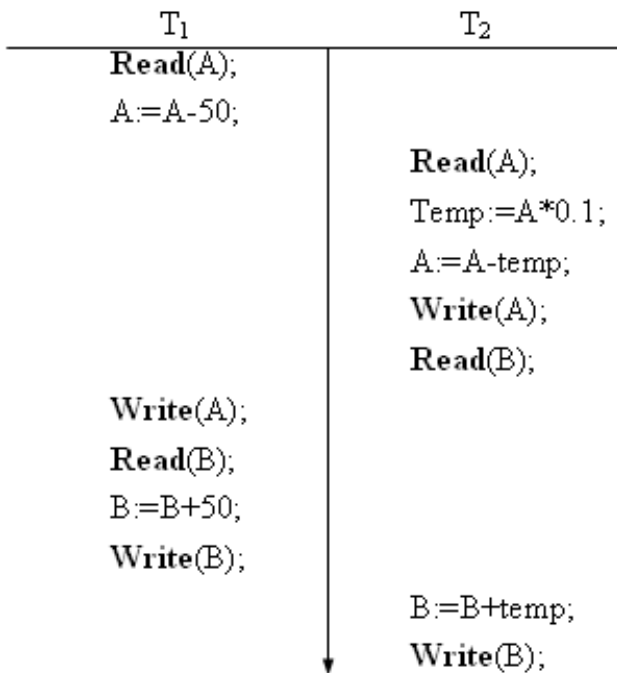 T₁ T₂
Read(A);
A:=A-50;
Read(A);
Temp:=A*0.1;
A:=A-temp;
Write(A);
Read(B);
Write(A);
Read(B);
B:=B+50;
Write(B);
B:=B+temp;
Write(B);